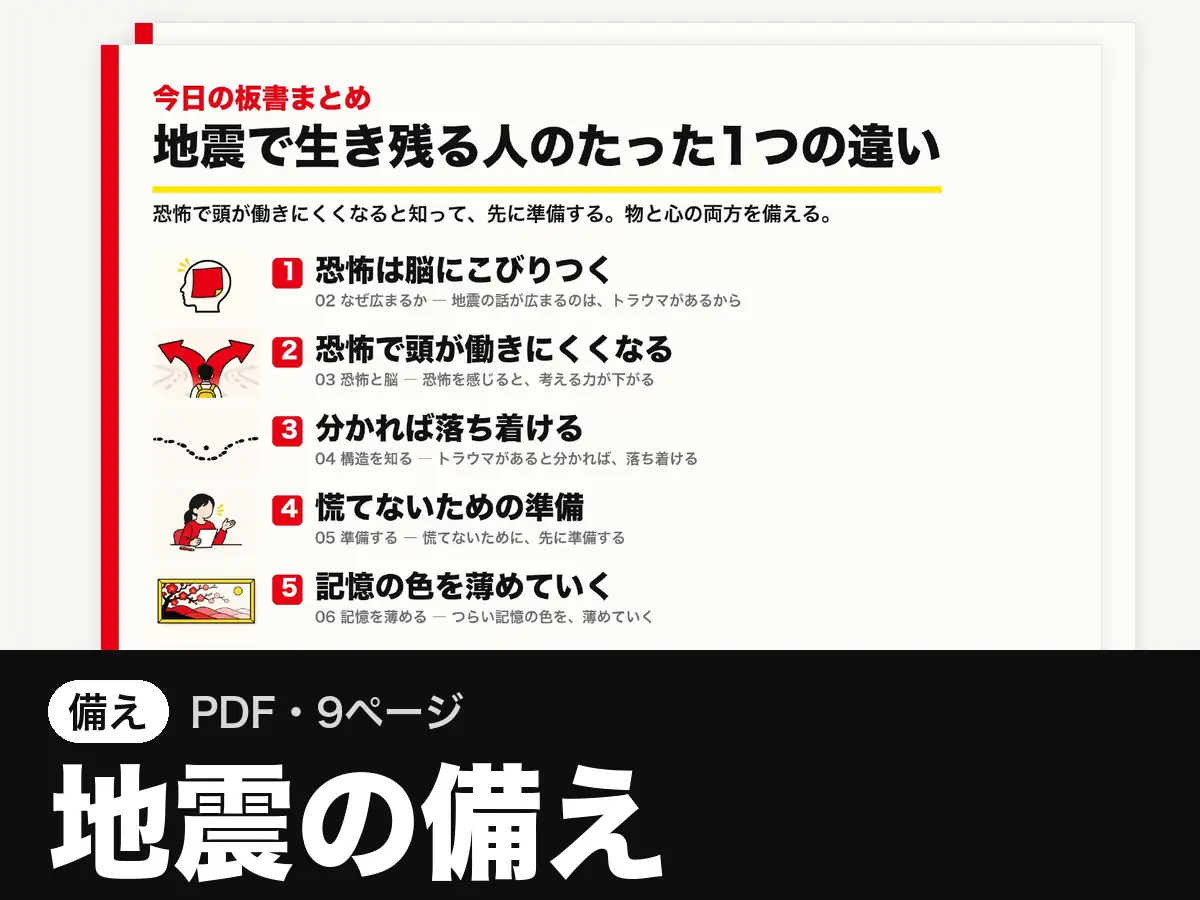 今日の板書まとめ
地震で生き残る人のたった1つの違い
恐怖で頭が働きにくくなると知って、先に準備する。物と心の両方を備える。
1 恐怖は脳にこびりつく
02 なぜ広まるか — 地震の話が広まるのは、トラウマがあるから
2 恐怖で頭が働きにくくなる
03 恐怖と脳 — 恐怖を感じると、考える力が下がる
3 分かれば落ち着ける
04 構造を知る — トラウマがあると分かれば、落ち着ける
4 慌てないための準備
05 準備する — 慌てないために、先に準備する
5 記憶の色を薄めていく
06 記憶を薄める — つらい記憶の色を、薄めていく
備え PDF・9ページ
地震の備え